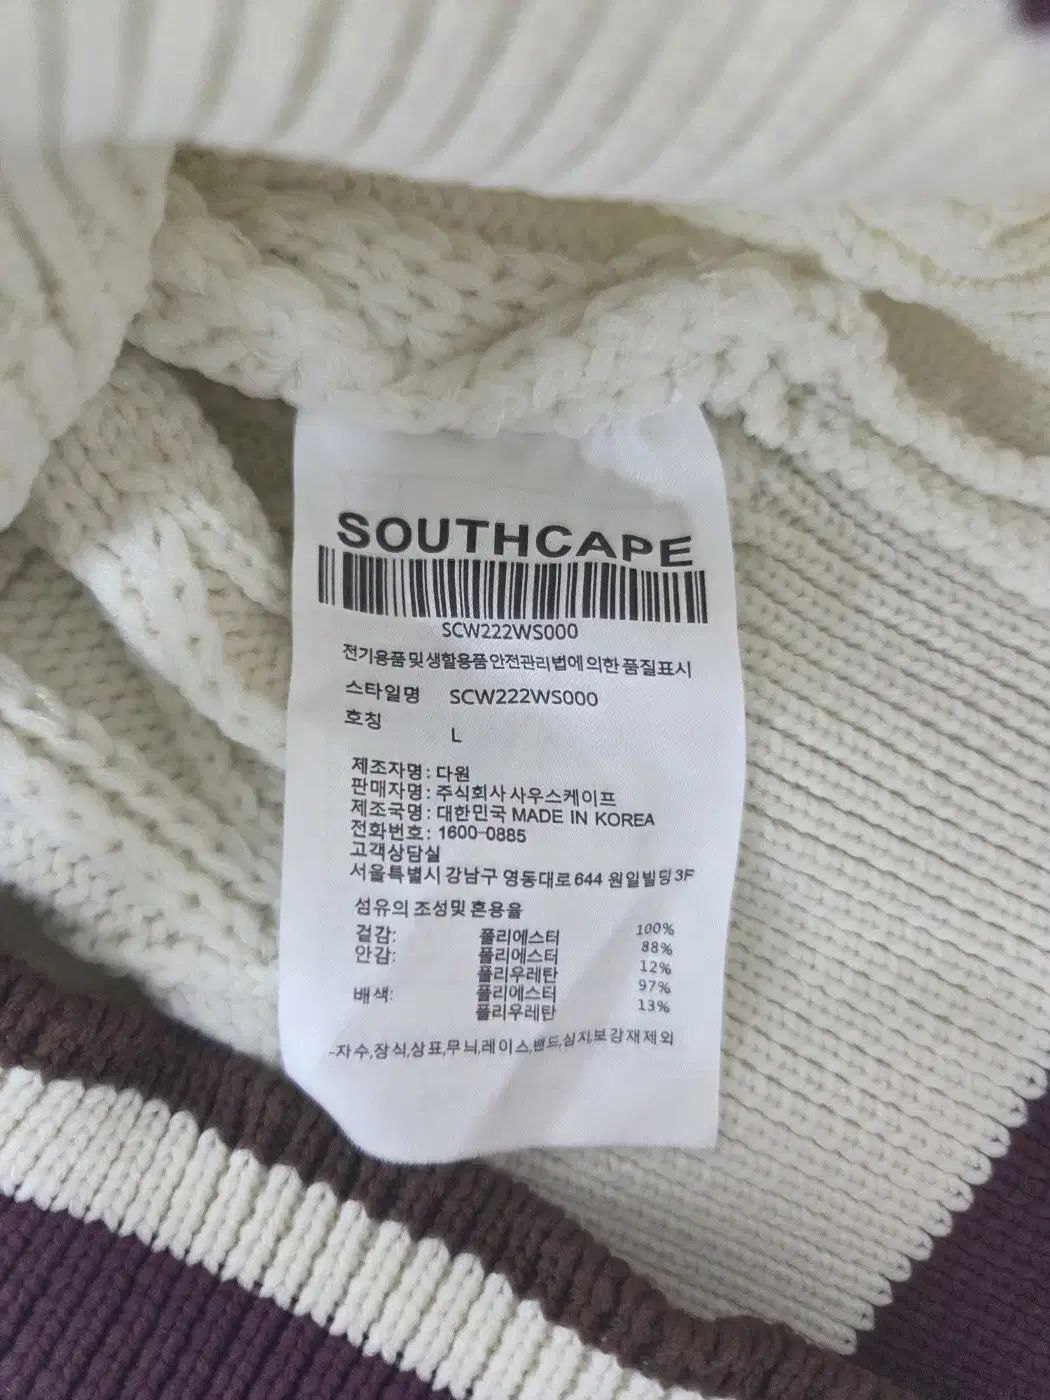 SOUTHCAPE
SCW222WS000
전기용품 및 생활용품 안전관리법에 의한 품질표시
스타일명 SCW222WS000
호칭 L
제조자명 : 다원
판매자명 : 주식회사 사우스케이프
제조국명 : 대한민국 MADE IN KOREA
전화번호 : 1600-0885
고객상담실
서울특별시 강남구 영동대로 644 원일빌딩 3F
섬유의 조성및 혼용율
겉감: 폴리에스터 100%
안감: 폴리에스터 88%
폴리우레탄 12%
배색: 폴리에스터 97%
폴리우레탄 13%
-자수,장식,상표,무늬,레이스,밴드,심지,보강재제외